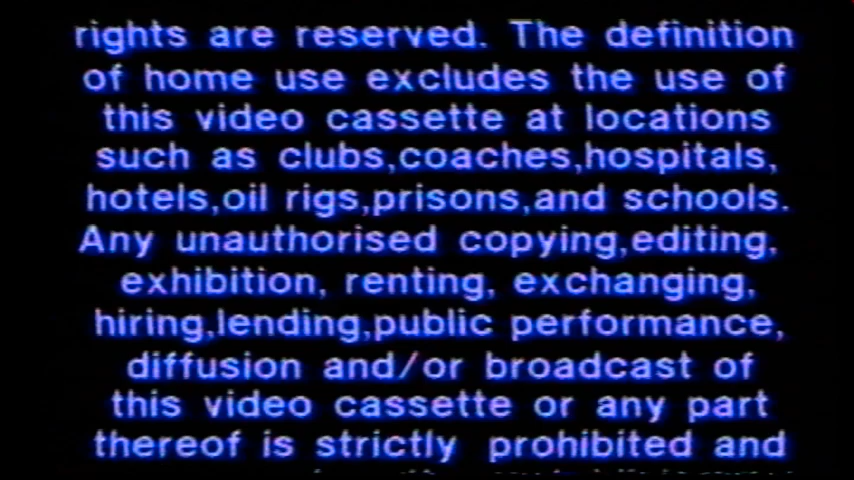 rights are reserved. The definition
of home use excludes the use of
this video cassette at locations
such as clubs,coaches,hospitals,
hotels,oil rigs,prisons,and schools.
Any unauthorised copying,editing,
exhibition, renting, exchanging,
hiring,lending,public performance,
diffusion and/or broadcast of
this video cassette or any part
thereof is strictly prohibited and